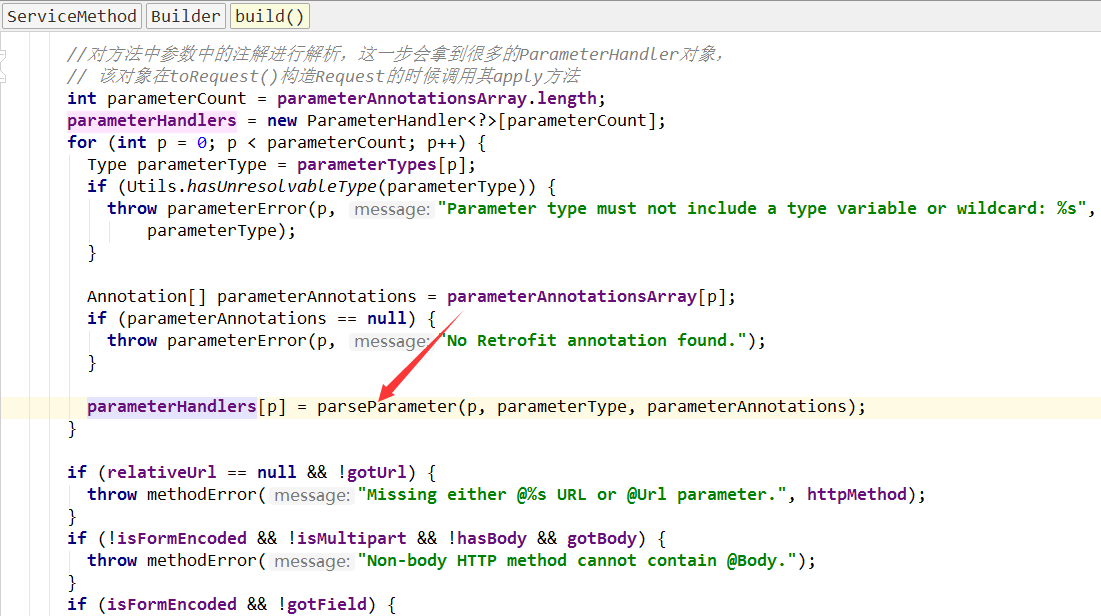 ServiceMethod Builder build()
//对方法中参数中的注解进行解析，这一步会拿到很多的ParameterHandler对象，
// 该对象在toRequest()构造Request的时候调用其apply方法
int parameterCount = parameterAnnotationsArray.length;
parameterHandlers = new ParameterHandler<?>[parameterCount];
for (int p = 0; p < parameterCount; p++) {
Type parameterType = parameterTypes[p];
if (Utils.hasUnresolvableType(parameterType)) {
throw parameterError(p, message: "Parameter type must not include a type variable or wildcard: %s",
parameterType);
}
Annotation[] parameterAnnotations = parameterAnnotationsArray[p];
if (parameterAnnotations == null) {
throw parameterError(p, message: "No Retrofit annotation found.");
}
parameterHandlers[p] = parseParameter(p, parameterType, parameterAnnotations);
}
if (relativeUrl == null && !gotUrl) {
throw methodError( message: "Missing either @%s URL or @Url parameter.", httpMethod);
}
if (!isFormEncoded && !isMultipart && !hasBody && gotBody) {
throw methodError( message: "Non-body HTTP method cannot contain @Body.");
}
if (isFormEncoded && !gotField) {